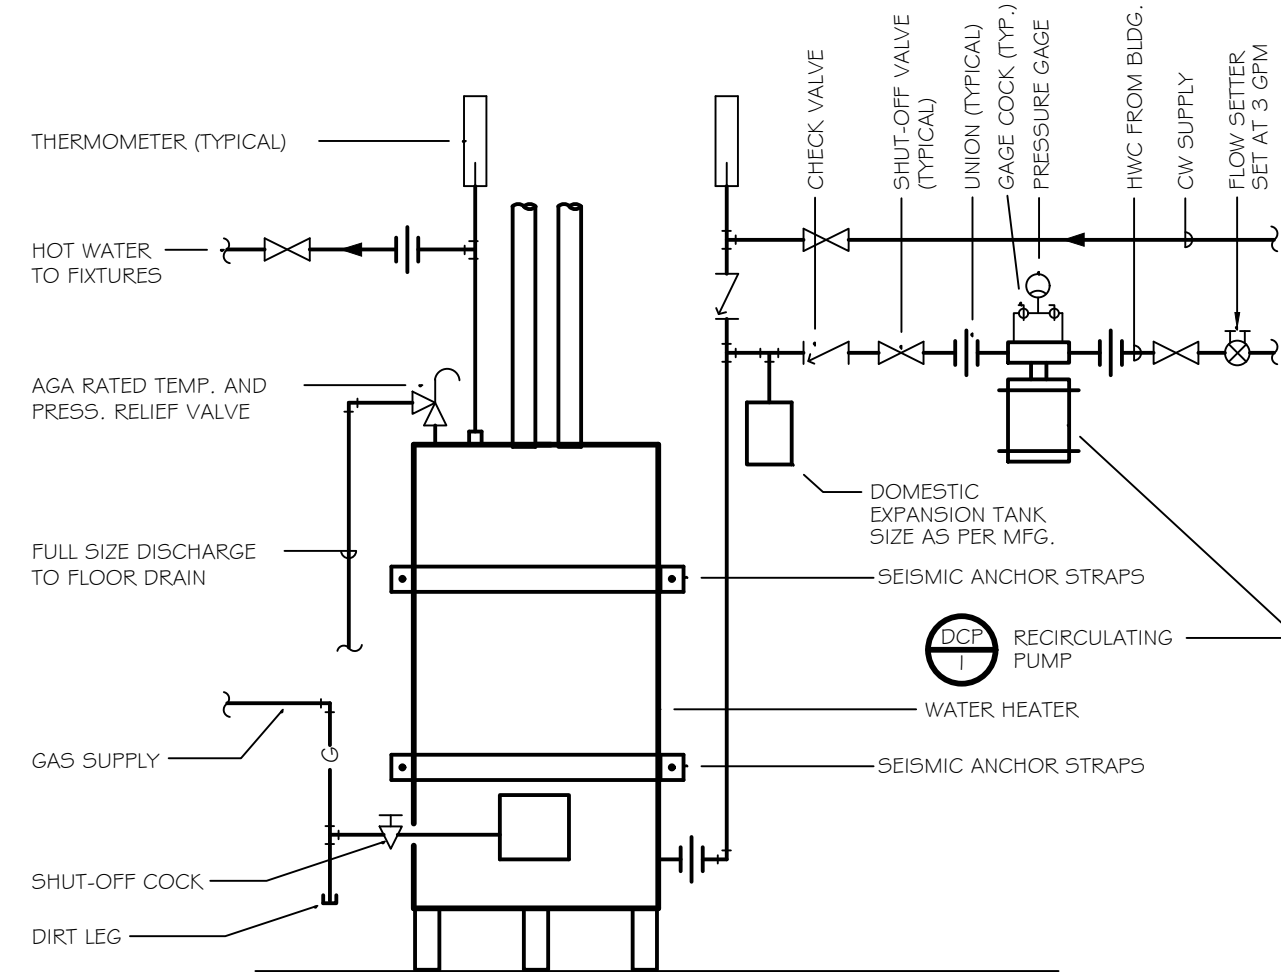 CHECK VALVE
SHUT-OFF VALVE
(TYPICAL)
UNION (TYPICAL)
GAGE COCK (TYP.)
PRESSURE GAGE
HWC FROM BLDG.
CW SUPPLY
FLOW SETTER
SET AT 3 GPM
THERMOMETER (TYPICAL)
HOT WATER
TO FIXTURES
AGA RATED TEMP. AND
PRESS. RELIEF VALVE
DOMESTIC
EXPANSION TANK
SIZE AS PER MFG.
FULL SIZE DISCHARGE
TO FLOOR DRAIN
SEISMIC ANCHOR STRAPS
DCP
1
RECIRCULATING
PUMP
WATER HEATER
GAS SUPPLY
G
SEISMIC ANCHOR STRAPS
SHUT-OFF COCK
DIRT LEG